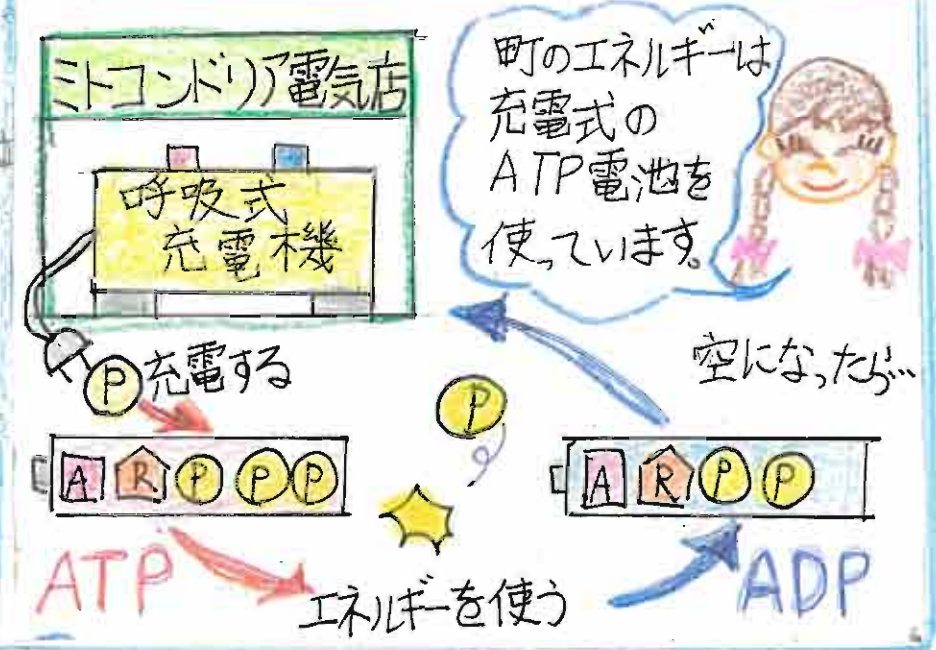 ミトコンドリア電気店
呼吸式
充電機
町のエネルギーは
充電式の
ATP電池を
使っています。
P
充電する
P
空になったら…
A R P P P
A R P P
ATP
エネルギーを使う
ADP